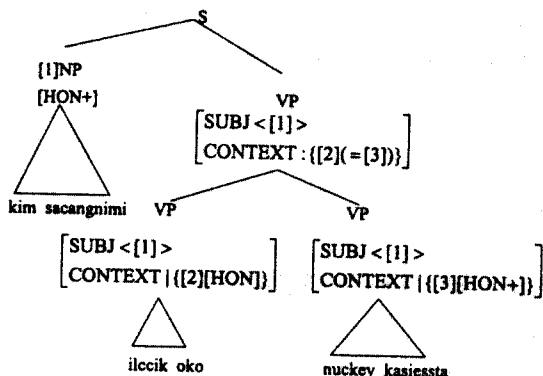 S
[1]NP
[HON+]
VP
[SUBJ <[1]>
CONTEXT : {[2](=[3])}]
kim sacangnimi
VP VP
[SUBJ <[1]>
CONTEXT | {[2][HON]}]
[SUBJ <[1]>
CONTEXT | {[3][HON+]}]
ilccik oko
nuckey kasiessta